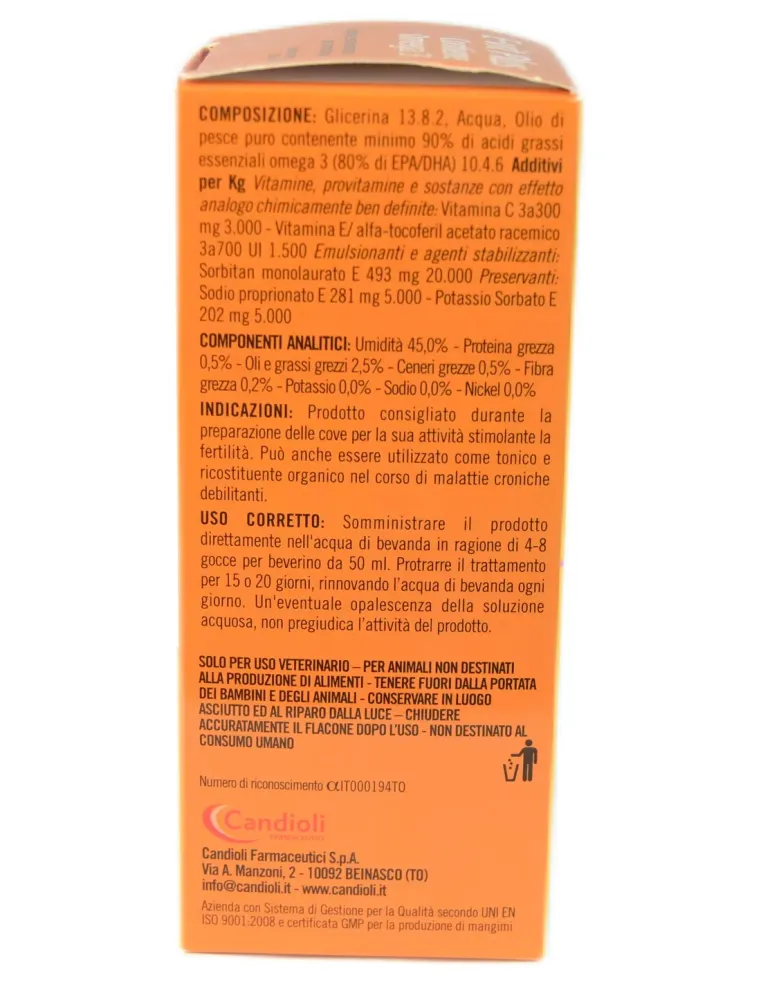 COMPOSIZIONE: Glicerina 13.8.2, Acqua, Olio di
pesce puro contenente minimo 90% di acidi grassi
essenziali omega 3 (80% di EPA/DHA) 10.4.6 Additivi
per Kg Vitamine, provitamine e sostanze con effetto
analogo chimicamente ben definite: Vitamina C 3a300
mg 3.000 - Vitamina E/ alfa-tocoferil acetato racemico
3a700 UI 1.500 Emulsionanti e agenti stabilizzanti:
Sorbitan monolaurato E 493 mg 20.000 Preservanti:
Sodio proprionato E 281 mg 5.000 - Potassio Sorbato E
202 mg 5.000
COMPONENTI ANALITICI: Umidità 45,0% - Proteina grezza
0,5% - Oli e grassi grezzi 2,5% - Ceneri grezze 0,5% - Fibra
grezza 0,2% - Potassio 0,0% - Sodio 0,0% - Nickel 0,0%
INDICAZIONI: Prodotto consigliato durante la
preparazione delle cove per la sua attività stimolante la
fertilità. Può anche essere utilizzato come tonico e
ricostituente organico nel corso di malattie croniche
debilitanti.
USO CORRETTO: Somministrare il prodotto
direttamente nell'acqua di bevanda in ragione di 4-8
gocce per beverino da 50 ml. Protrarre il trattamento
per 15 o 20 giorni, rinnovando l'acqua di bevanda ogni
giorno. Un'eventuale opalescenza della soluzione
acquosa, non pregiudica l'attività del prodotto.
SOLO PER USO VETERINARIO – PER ANIMALI NON DESTINATI
ALLA PRODUZIONE DI ALIMENTI - TENERE FUORI DALLA PORTATA
DEI BAMBINI E DEGLI ANIMALI - CONSERVARE IN LUOGO
ASCIUTTO ED AL RIPARO DALLA LUCE – CHIUDERE
ACCURATAMENTE IL FLACONE DOPO L'USO - NON DESTINATO AL
CONSUMO UMANO
Numero di riconoscimento αIT000194TO
Candioli
Candioli Farmaceutici S.p.A.
Via A. Manzoni, 2 - 10092 BEINASCO (TO)
info@candioli.it - www.candioli.it
Azienda con Sistema di Gestione per la Qualità secondo UNI EN
ISO 9001:2008 e certificata GMP per la produzione di mangimi